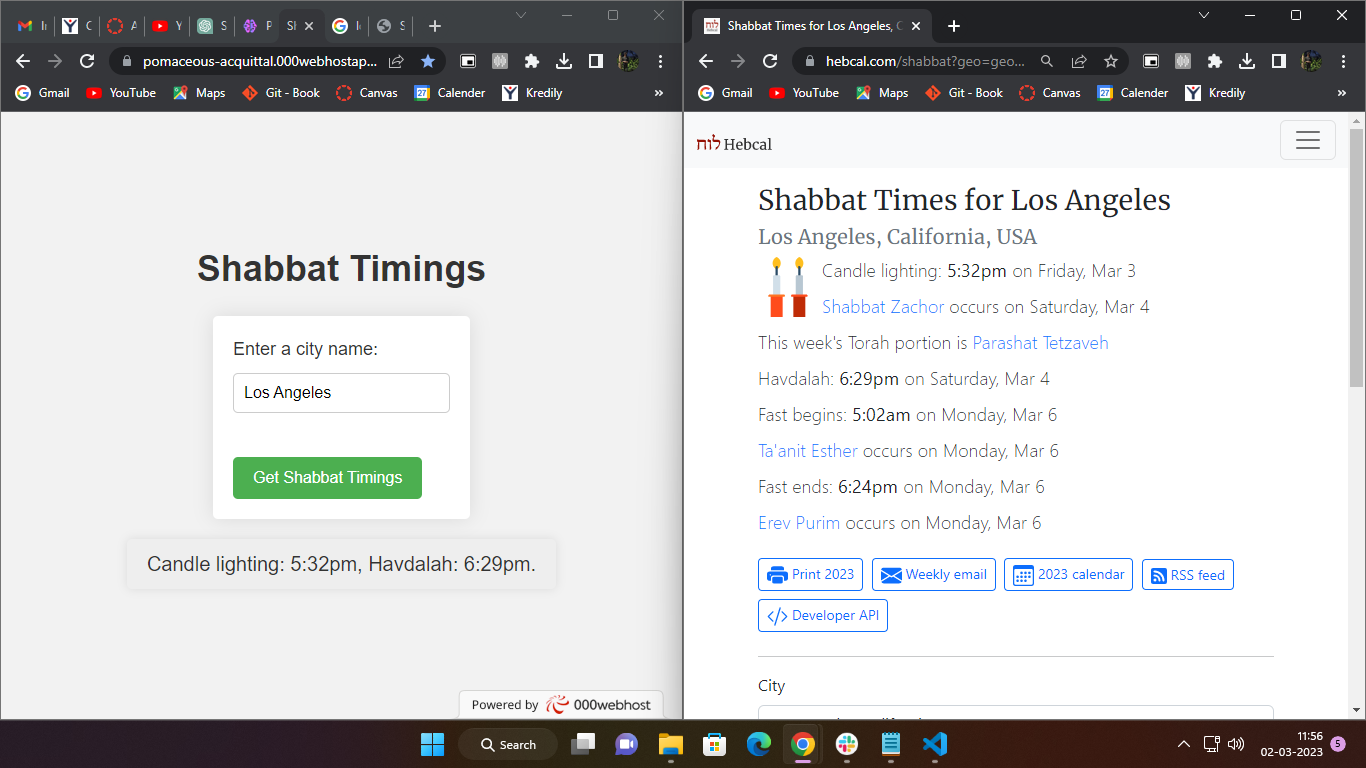 Sh
pomaceous-acquittal.000webhostap...
Gmail
YouTube
Maps
Git - Book
Canvas
Calender
Kredily
»
Shabbat Timings
Enter a city name:
Los Angeles
Get Shabbat Timings
Candle lighting: 5:32pm, Havdalah: 6:29pm.
Powered by 000webhost
Shabbat Times for Los Angeles, C
hebcal.com/shabbat?geo=geo...
Gmail
YouTube
Maps
Git - Book
Canvas
Calender
Kredily
»
לוח Hebcal
Shabbat Times for Los Angeles
Los Angeles, California, USA
Candle lighting: 5:32pm on Friday, Mar 3
Shabbat Zachor occurs on Saturday, Mar 4
This week's Torah portion is Parashat Tetzaveh
Havdalah: 6:29pm on Saturday, Mar 4
Fast begins: 5:02am on Monday, Mar 6
Ta'anit Esther occurs on Monday, Mar 6
Fast ends: 6:24pm on Monday, Mar 6
Erev Purim occurs on Monday, Mar 6
Print 2023
Weekly email
2023 calendar
RSS feed
Developer API
City
Search
11:56
02-03-2023
5